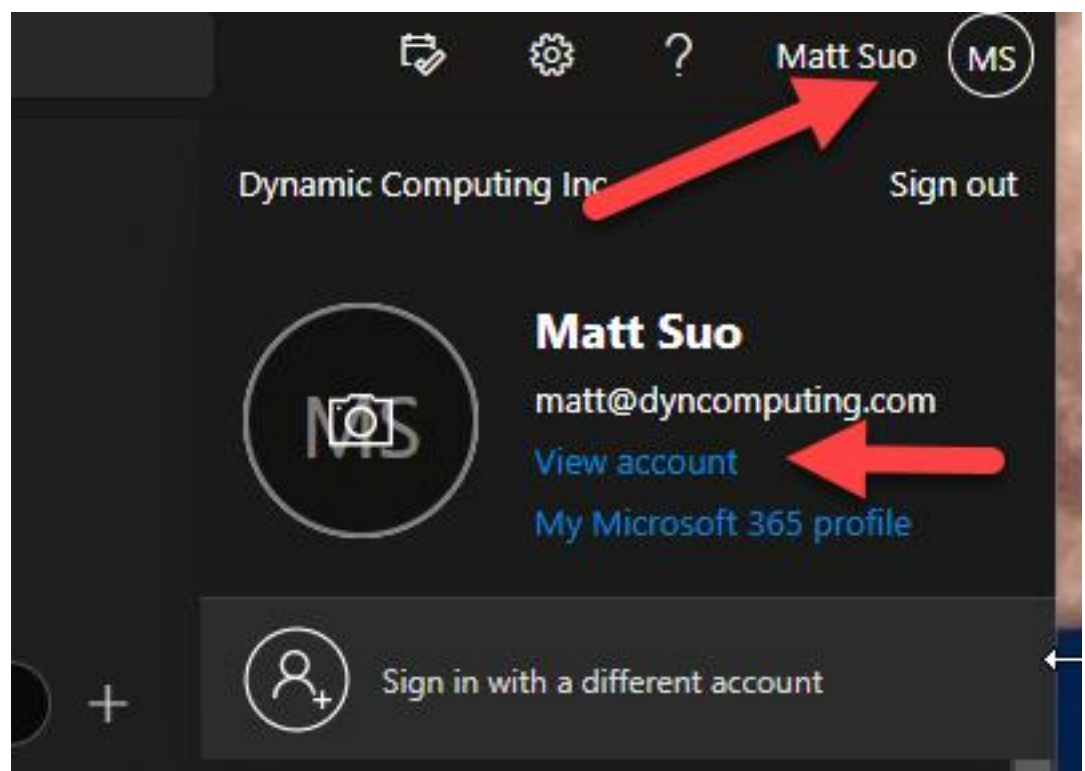 ? Matt Suo MS
Dynamic Computing Inc
Sign out
MS
Matt Suo
matt@dyncomputing.com
View account
My Microsoft 365 profile
Sign in with a different account